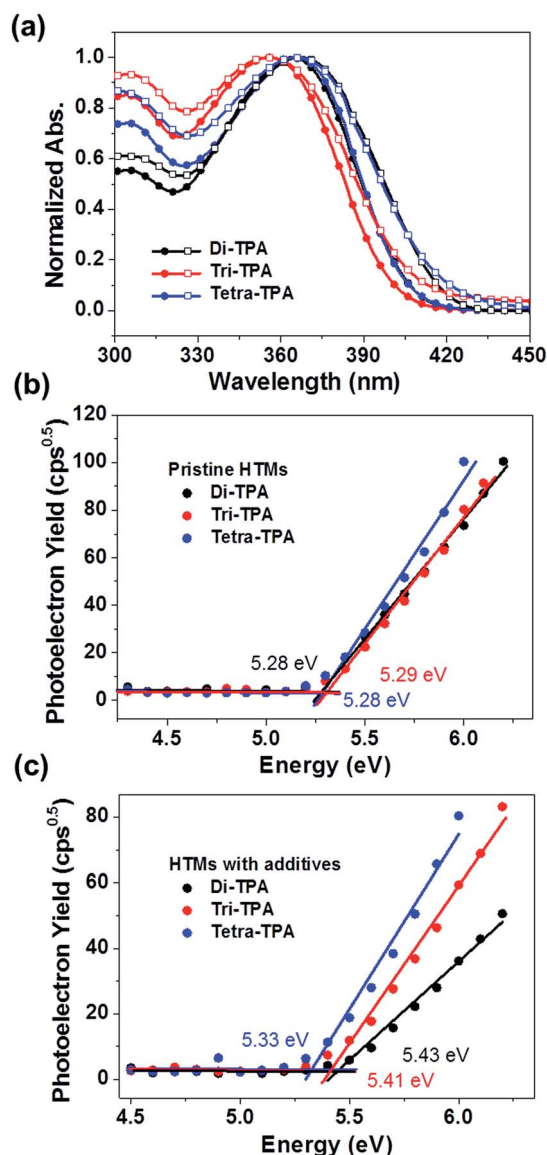 (a)
Normalized Abs.
1.0
0.8
0.6
0.4
0.2
0.0
Di-TPA
Tri-TPA
Tetra-TPA
300 330 360 390 420 450
Wavelength (nm)
(b)
Photoelectron Yield (cps^0.5)
120
100
80
60
40
20
0
Pristine HTMs
Di-TPA
Tri-TPA
Tetra-TPA
5.28 eV
5.29 eV
5.28 eV
4.5 5.0 5.5 6.0
Energy (eV)
(c)
Photoelectron Yield (cps^0.5)
80
60
40
20
0
HTMs with additives
Di-TPA
Tri-TPA
Tetra-TPA
5.33 eV
5.43 eV
5.41 eV
4.5 5.0 5.5 6.0
Energy (eV)